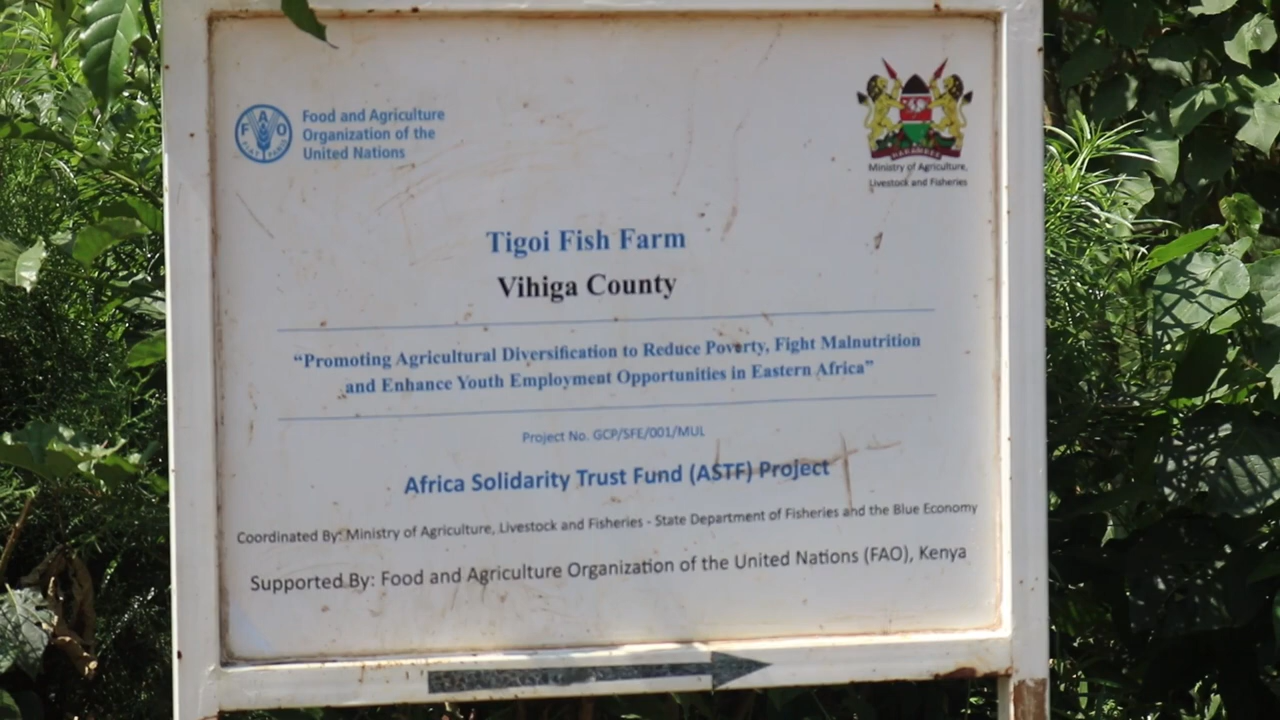 Food and Agriculture
Organization of the
United Nations
F A O
FIAT PANIS
HARAMBEE
Ministry of Agriculture,
Livestock and Fisheries
Tigoi Fish Farm
Vihiga County
“Promoting Agricultural Diversification to Reduce Poverty, Fight Malnutrition
and Enhance Youth Employment Opportunities in Eastern Africa”
Project No. GCP/SFE/001/MUL
Africa Solidarity Trust Fund (ASTF) Project
Coordinated By: Ministry of Agriculture, Livestock and Fisheries - State Department of Fisheries and the Blue Economy
Supported By: Food and Agriculture Organization of the United Nations (FAO), Kenya